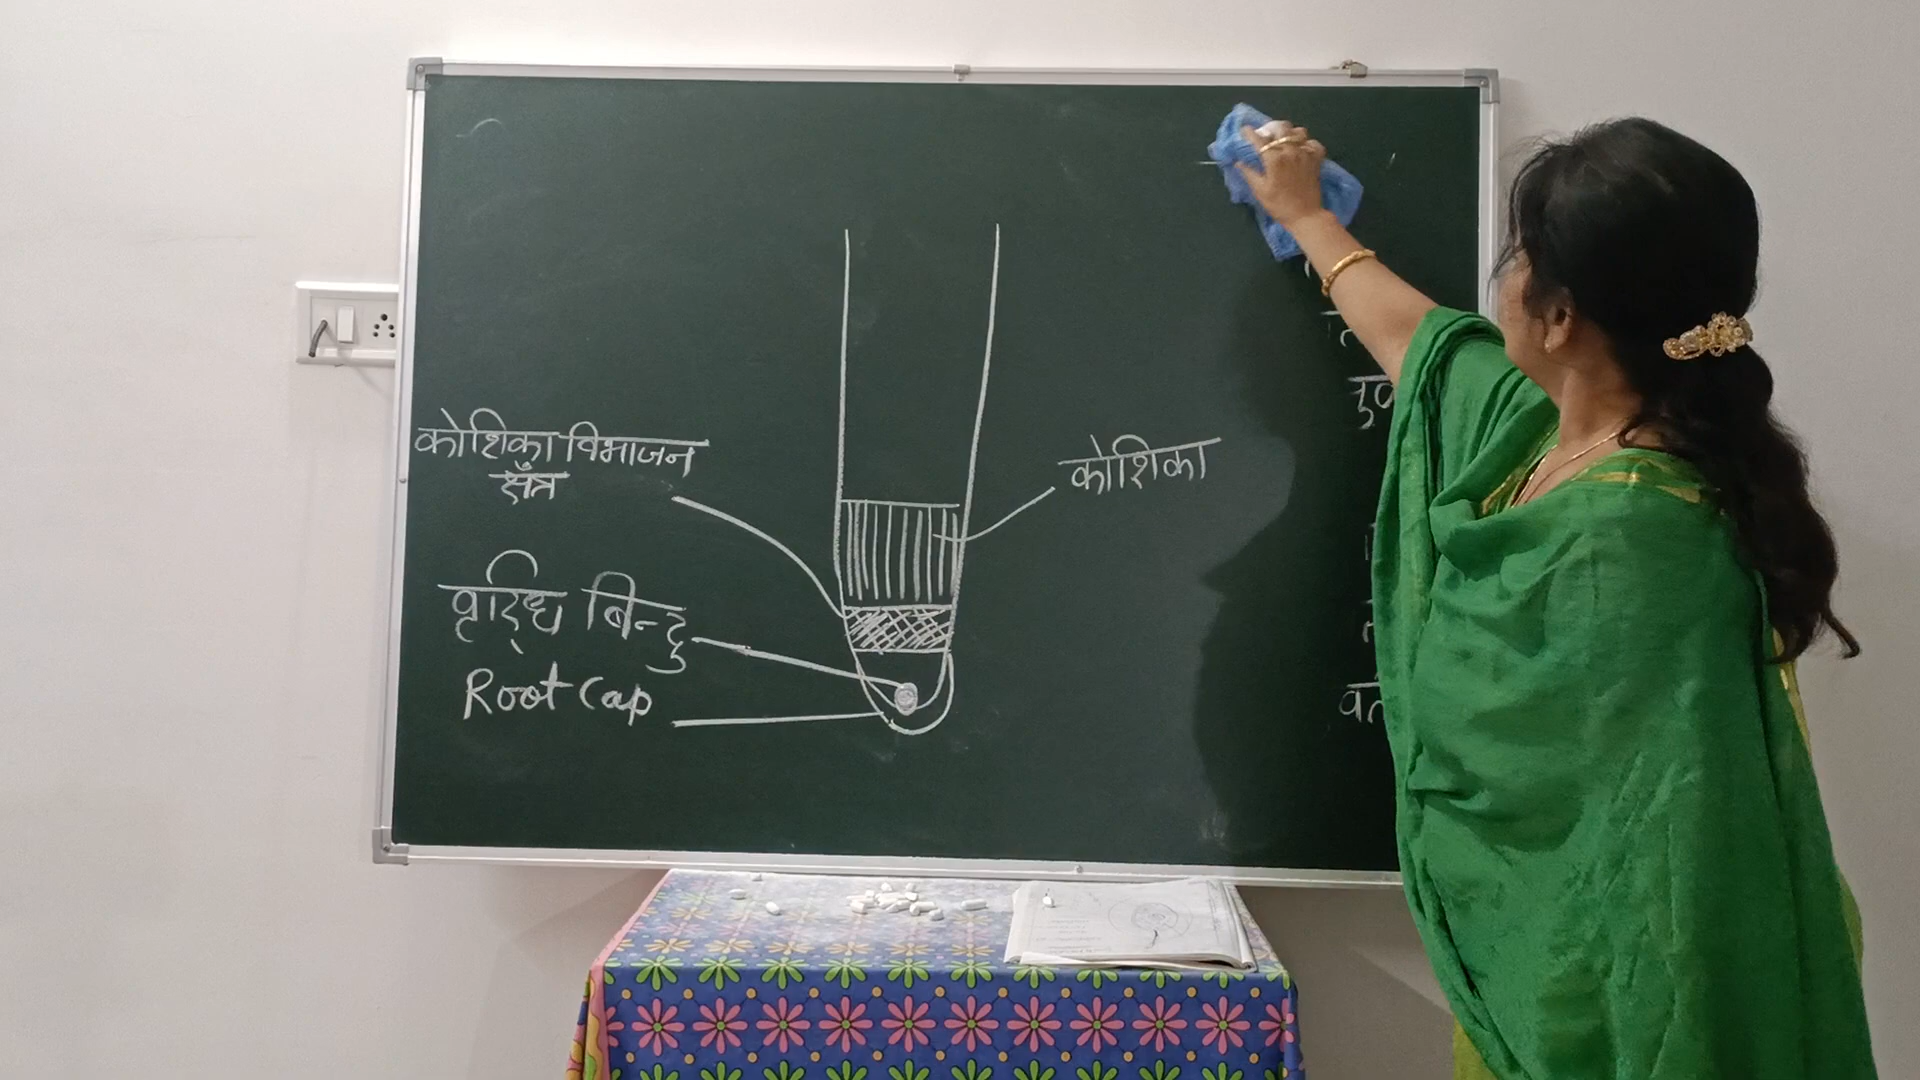 कोशिका विभाजन
क्षेत्र
वृद्धि बिन्दु
Root Cap
कोशिका